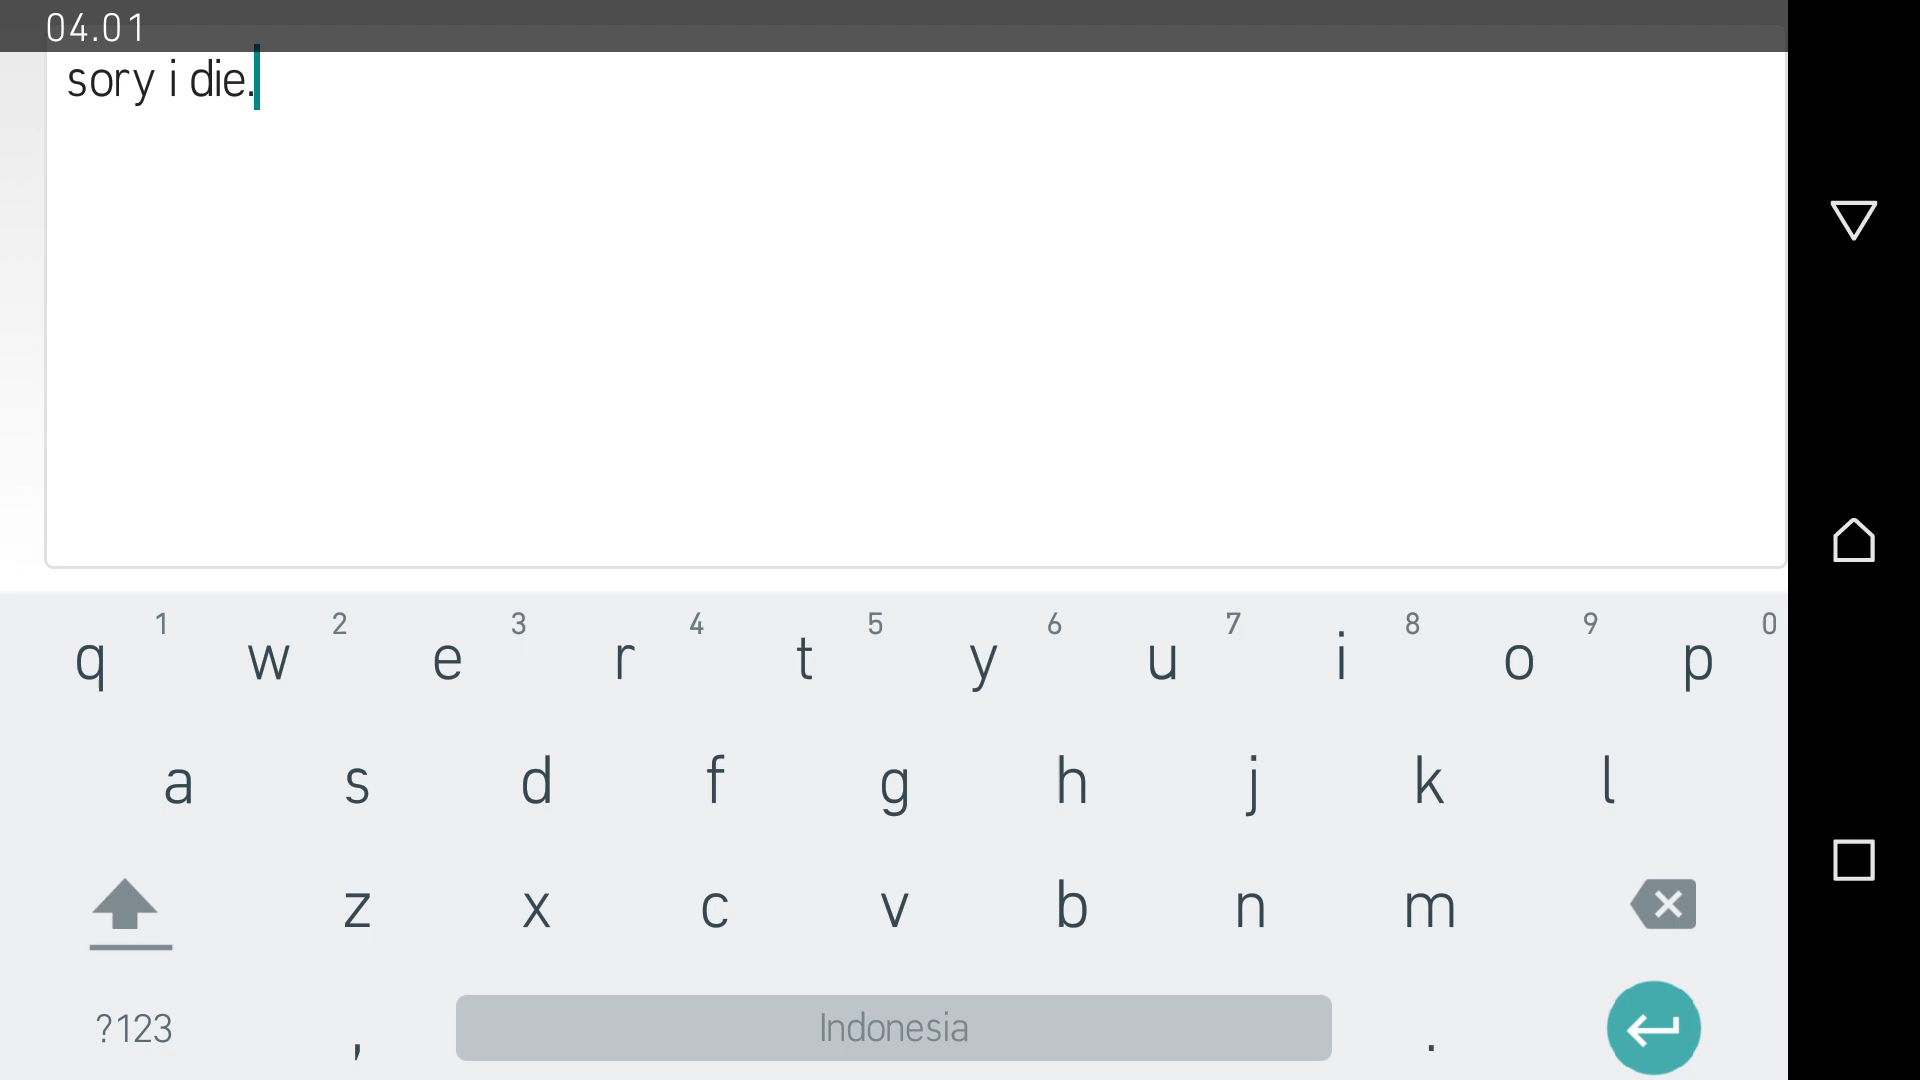 04.01
sory i die.
1 2 3 4 5 6 7 8 9 0
q w e r t y u i o p
a s d f g h j k l
z x c v b n m
?123 , Indonesia .